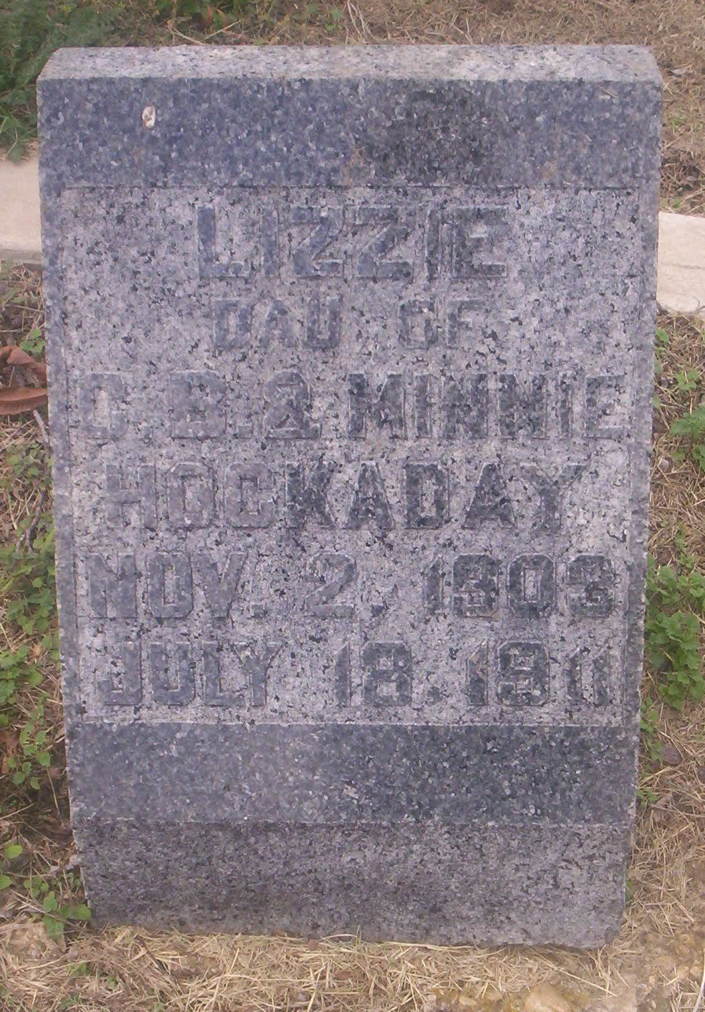 LIZZIE
DAU OF
C. B. & MINNIE
HOCKADAY
NOV. 2, 1903
JULY 18, 1911